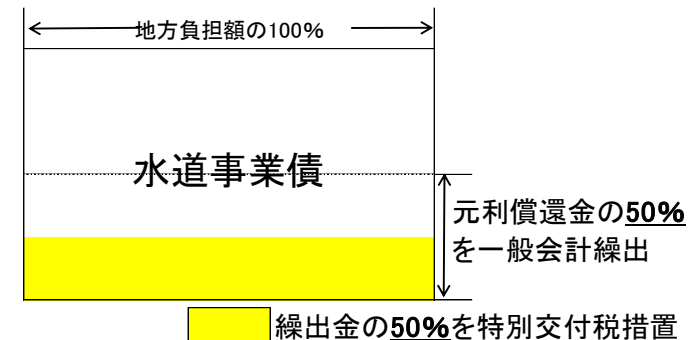 地方負担額の100%
水道事業債
元利償還金の50%
を一般会計繰出
繰出金の50%を特別交付税措置